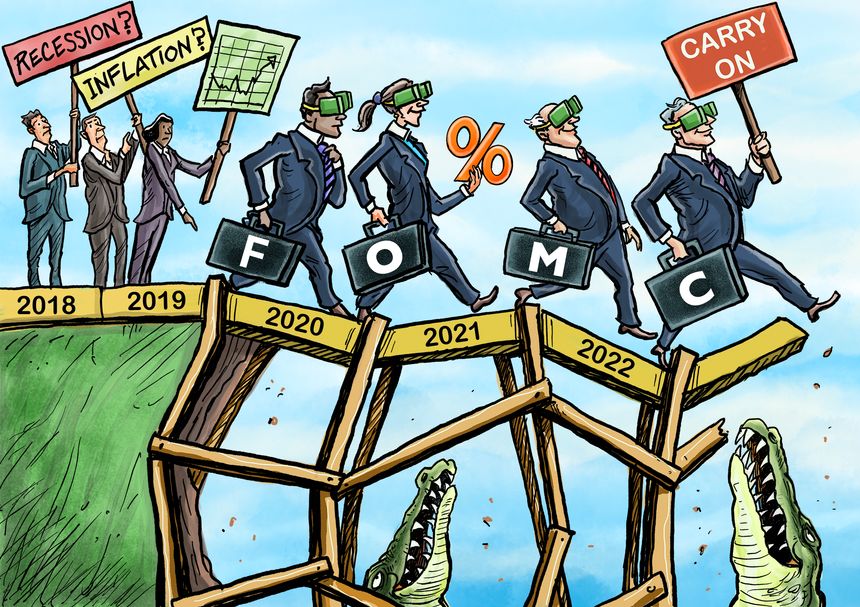 RECESSION?
INFLATION?
%
CARRY
ON
F
O
M
C
2018
2019
2020
2021
2022